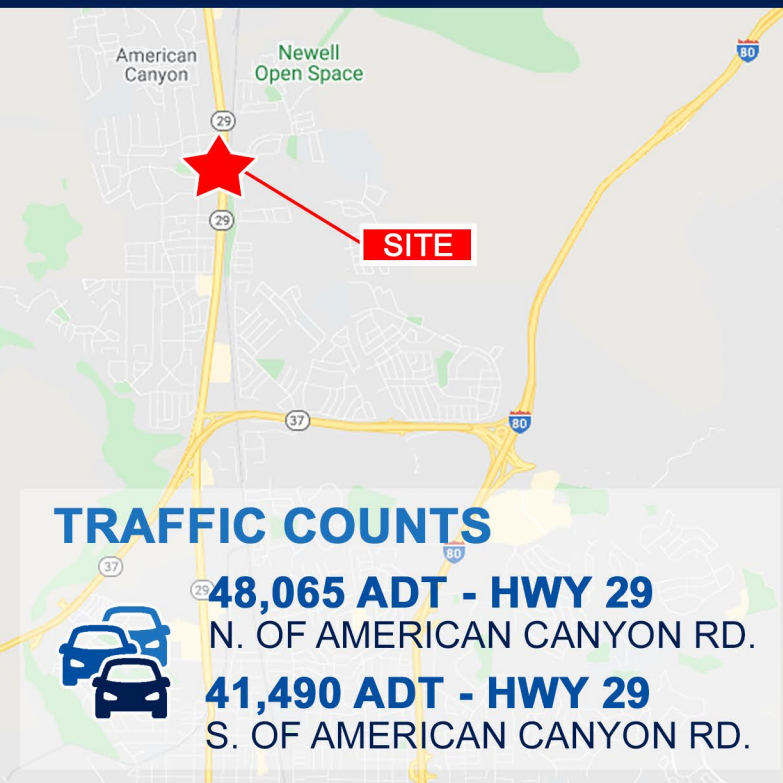 American
Canyon
Newell
Open Space
80
29
29
SITE
37
80
TRAFFIC COUNTS
80
37
29
48,065 ADT - HWY 29
N. OF AMERICAN CANYON RD.
41,490 ADT - HWY 29
S. OF AMERICAN CANYON RD.